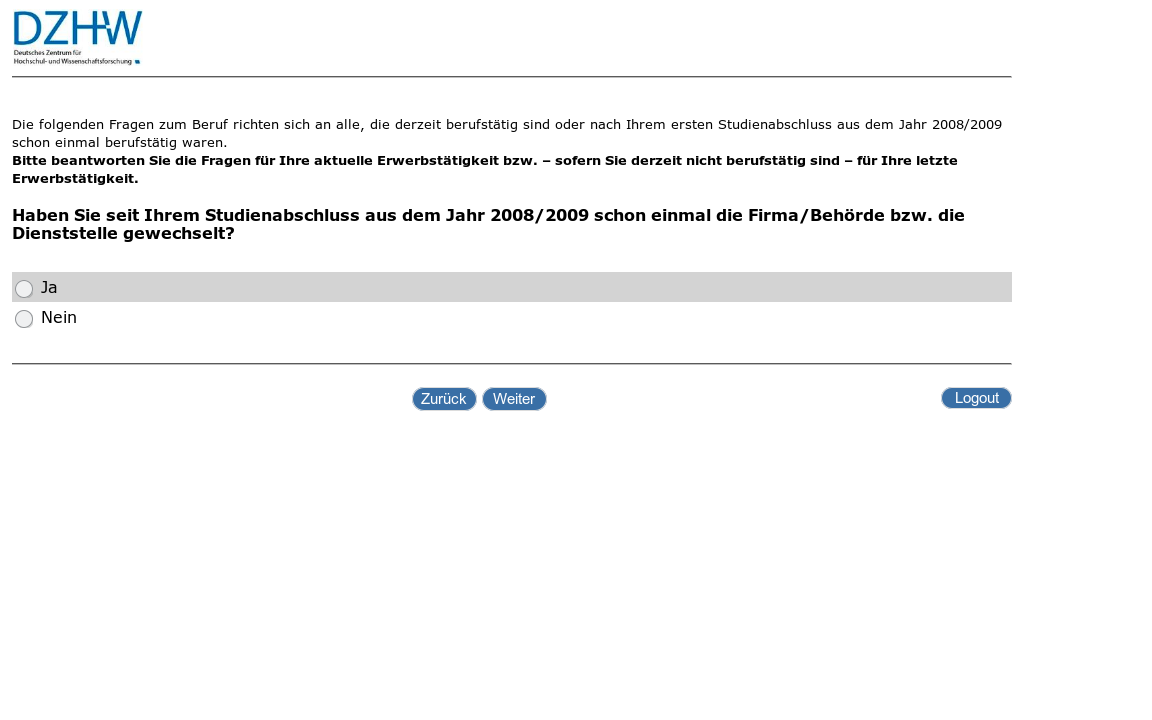 DZHW
Deutsches Zentrum für
Hochschul- und Wissenschaftsforschung
Die folgenden Fragen zum Beruf richten sich an alle, die derzeit berufstätig sind oder nach Ihrem ersten Studienabschluss aus dem Jahr 2008/2009
schon einmal berufstätig waren.
Bitte beantworten Sie die Fragen für Ihre aktuelle Erwerbstätigkeit bzw. – sofern Sie derzeit nicht berufstätig sind – für Ihre letzte
Erwerbstätigkeit.
Haben Sie seit Ihrem Studienabschluss aus dem Jahr 2008/2009 schon einmal die Firma/Behörde bzw. die
Dienststelle gewechselt?
Ja
Nein
Zurück Weiter Logout